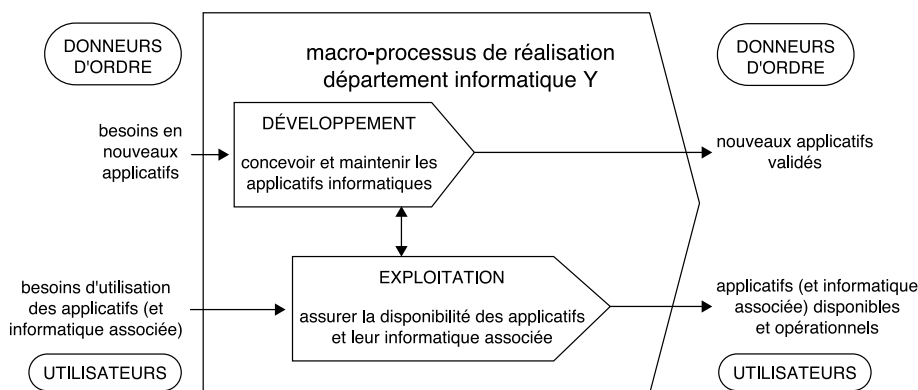 DONNEURS
D'ORDRE
macro-processus de réalisation
département informatique Y
DONNEURS
D'ORDRE
besoins en
nouveaux
applicatifs
DÉVELOPPEMENT
concevoir et maintenir les
applicatifs informatiques
nouveaux applicatifs
validés
besoins d'utilisation
des applicatifs (et
informatique associée)
EXPLOITATION
assurer la disponibilité des applicatifs
et leur informatique associée
applicatifs (et informatique
associée) disponibles
et opérationnels
UTILISATEURS
UTILISATEURS